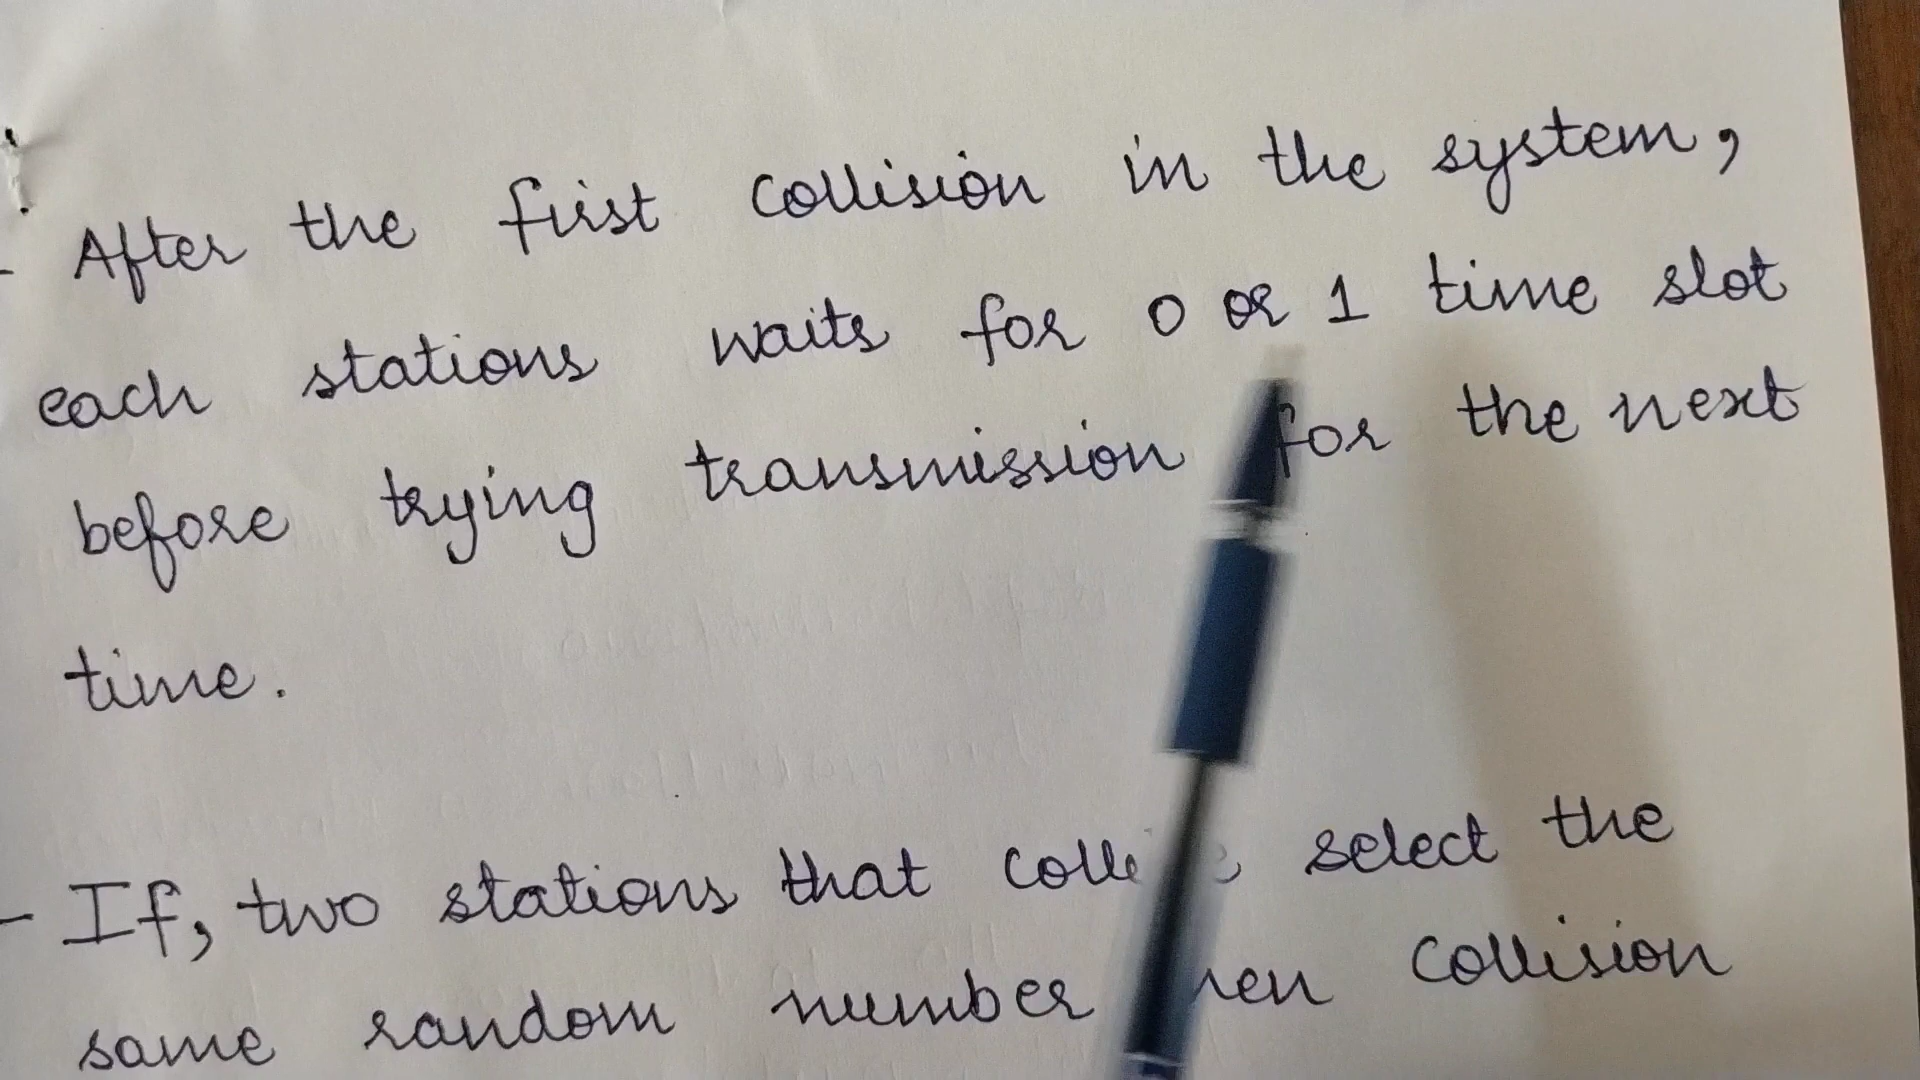 - After the first collision in the system,
each stations waits for 0 or 1 time slot
before trying transmission for the next
time.
- If, two stations that select the
same random number collision